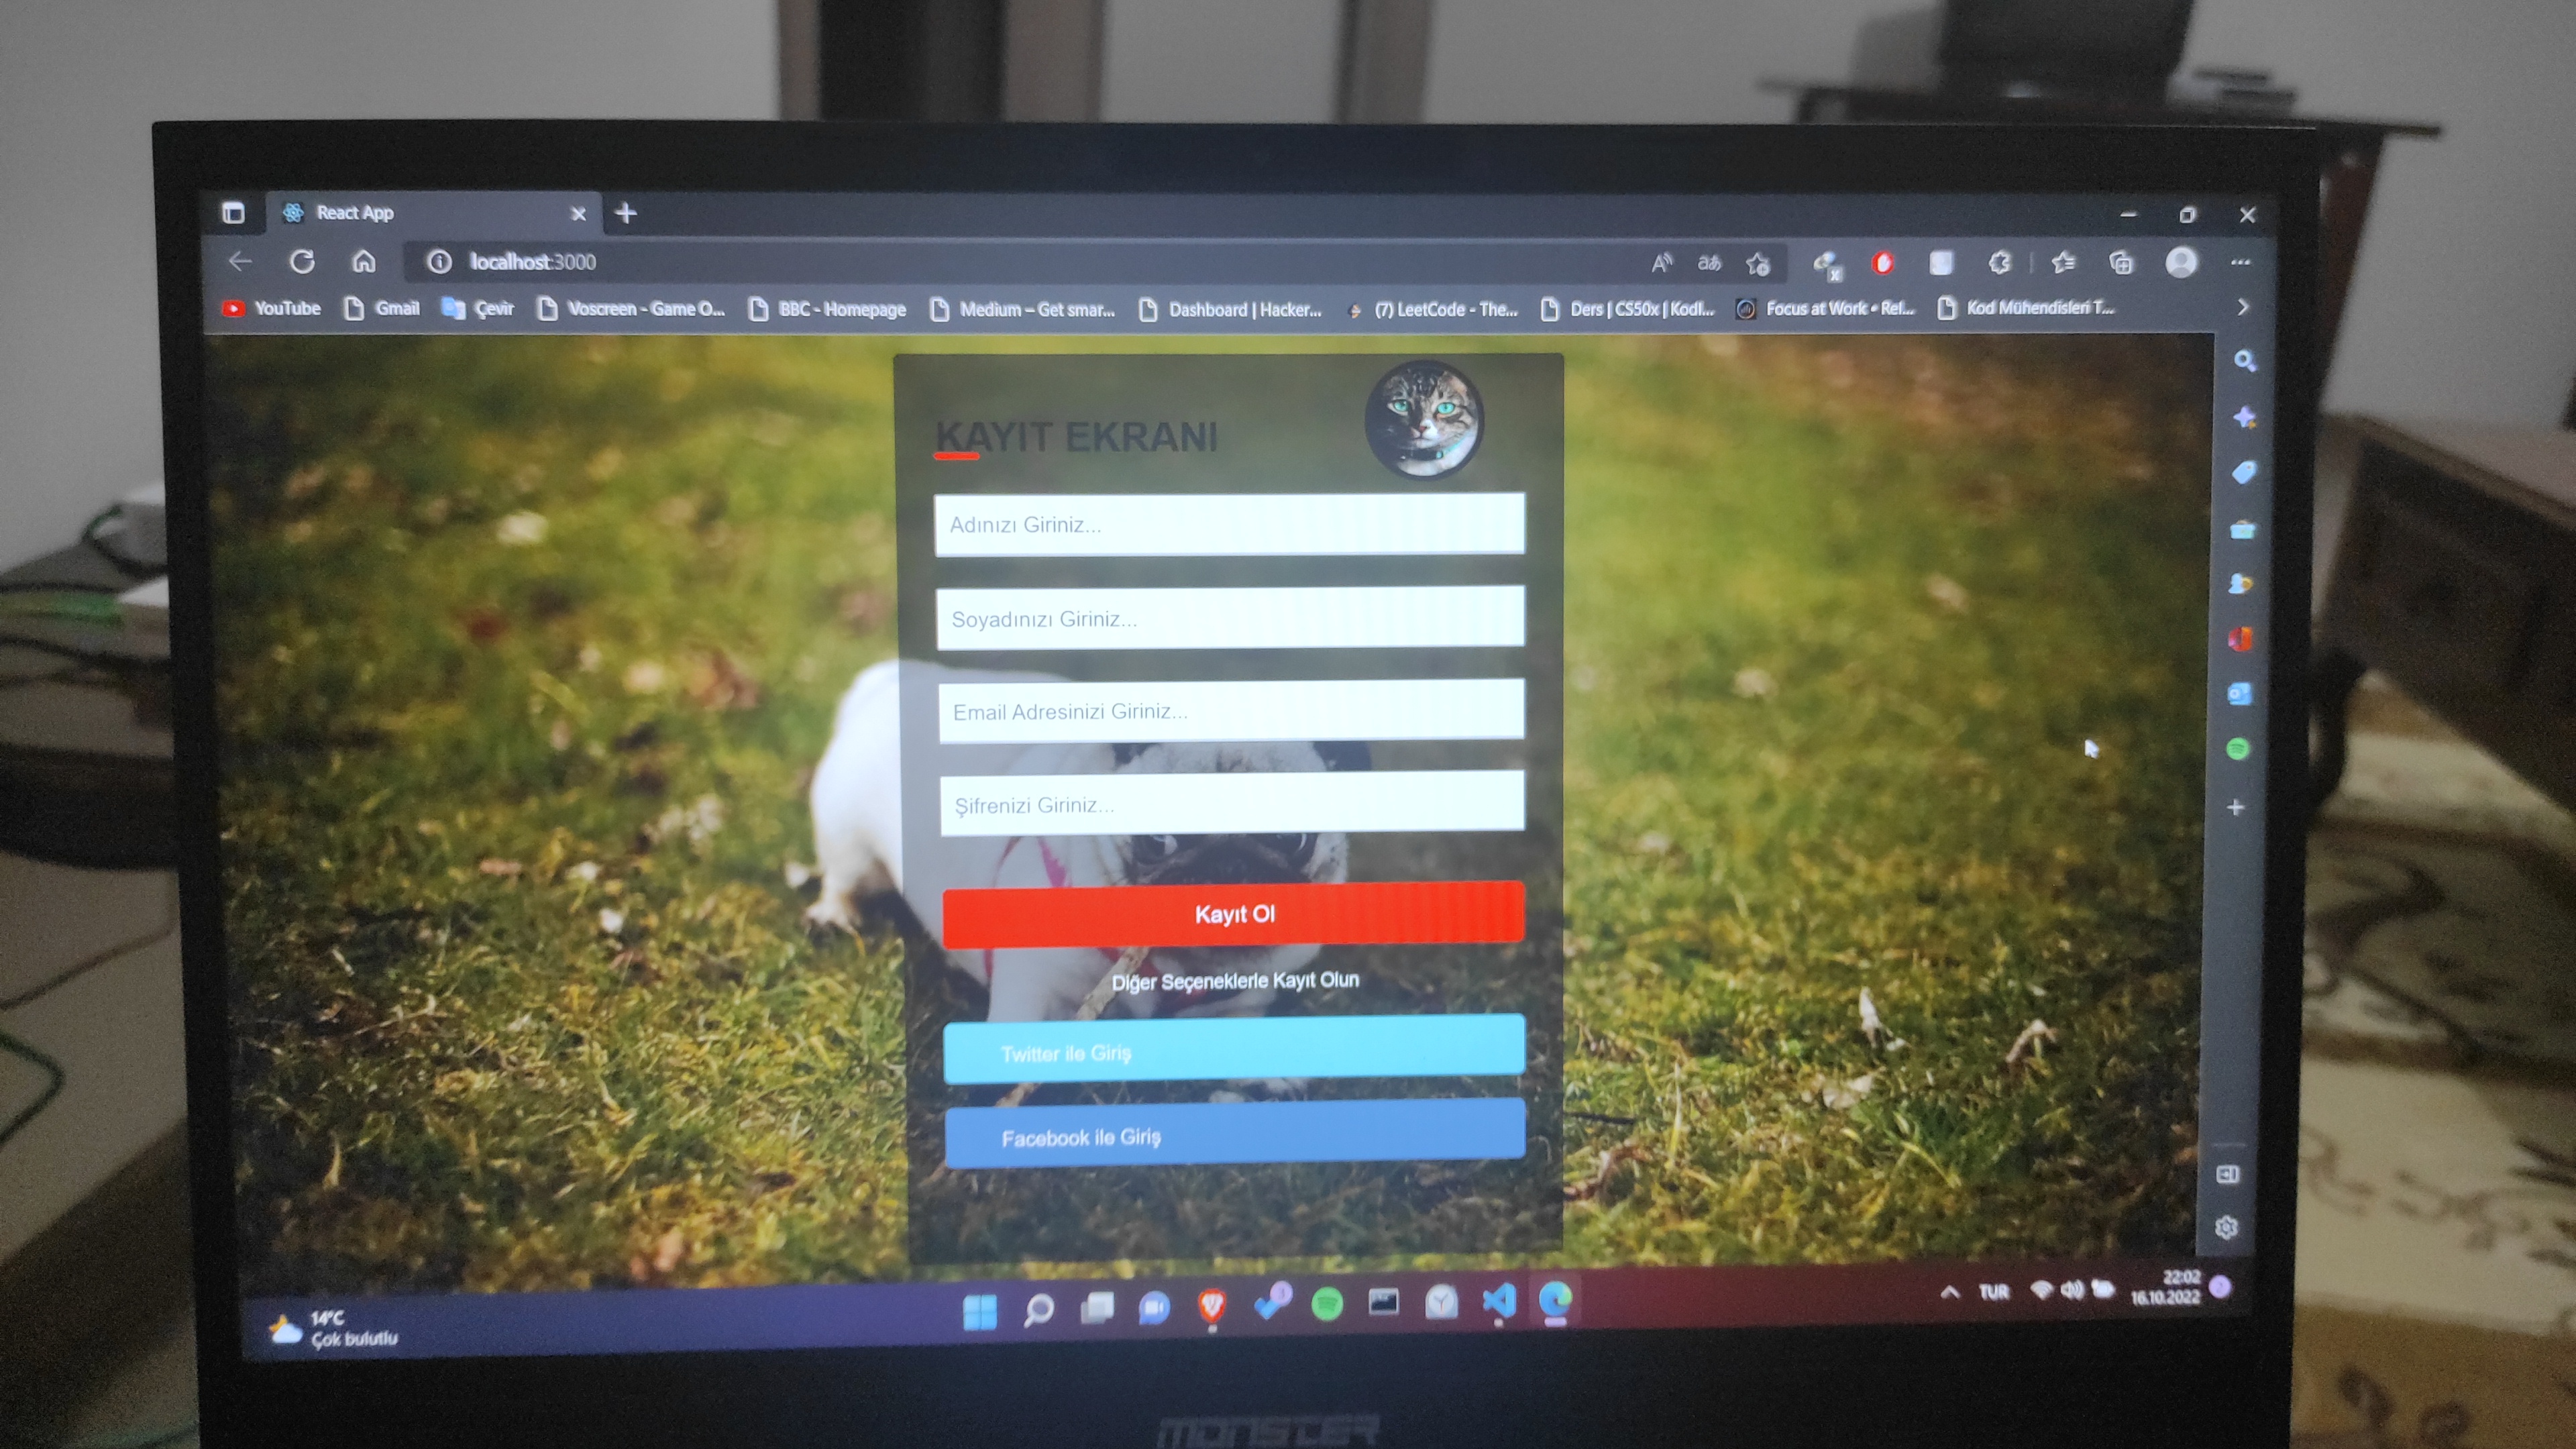 React App
localhost:3000
YouTube Gmail Çevir Voscreen - Game O... BBC - Homepage Medium – Get smar... Dashboard | Hacker... (7) LeetCode - The... Ders | CS50x | Kodl... Focus at Work • Rel... Kod Mühendisleri T...
KAYIT EKRANI
Adınızı Giriniz...
Soyadınızı Giriniz...
Email Adresinizi Giriniz...
Şifrenizi Giriniz...
Kayıt Ol
Diğer Seçeneklerle Kayıt Olun
Twitter ile Giriş
Facebook ile Giriş
14°C
Çok bulutlu
TUR
22:02
16.10.2022
MONSTER